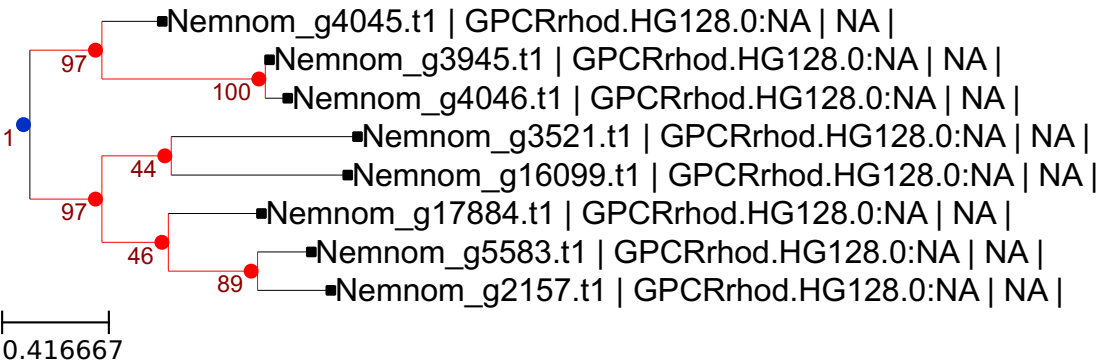 Nemnom_g4045.t1 | GPCRrhod.HG128.0:NA | NA |
97
Nemnom_g3945.t1 | GPCRrhod.HG128.0:NA | NA |
100
Nemnom_g4046.t1 | GPCRrhod.HG128.0:NA | NA |
1
Nemnom_g3521.t1 | GPCRrhod.HG128.0:NA | NA |
44
Nemnom_g16099.t1 | GPCRrhod.HG128.0:NA | NA |
97
Nemnom_g17884.t1 | GPCRrhod.HG128.0:NA | NA |
46
Nemnom_g5583.t1 | GPCRrhod.HG128.0:NA | NA |
89
Nemnom_g2157.t1 | GPCRrhod.HG128.0:NA | NA |
0.416667